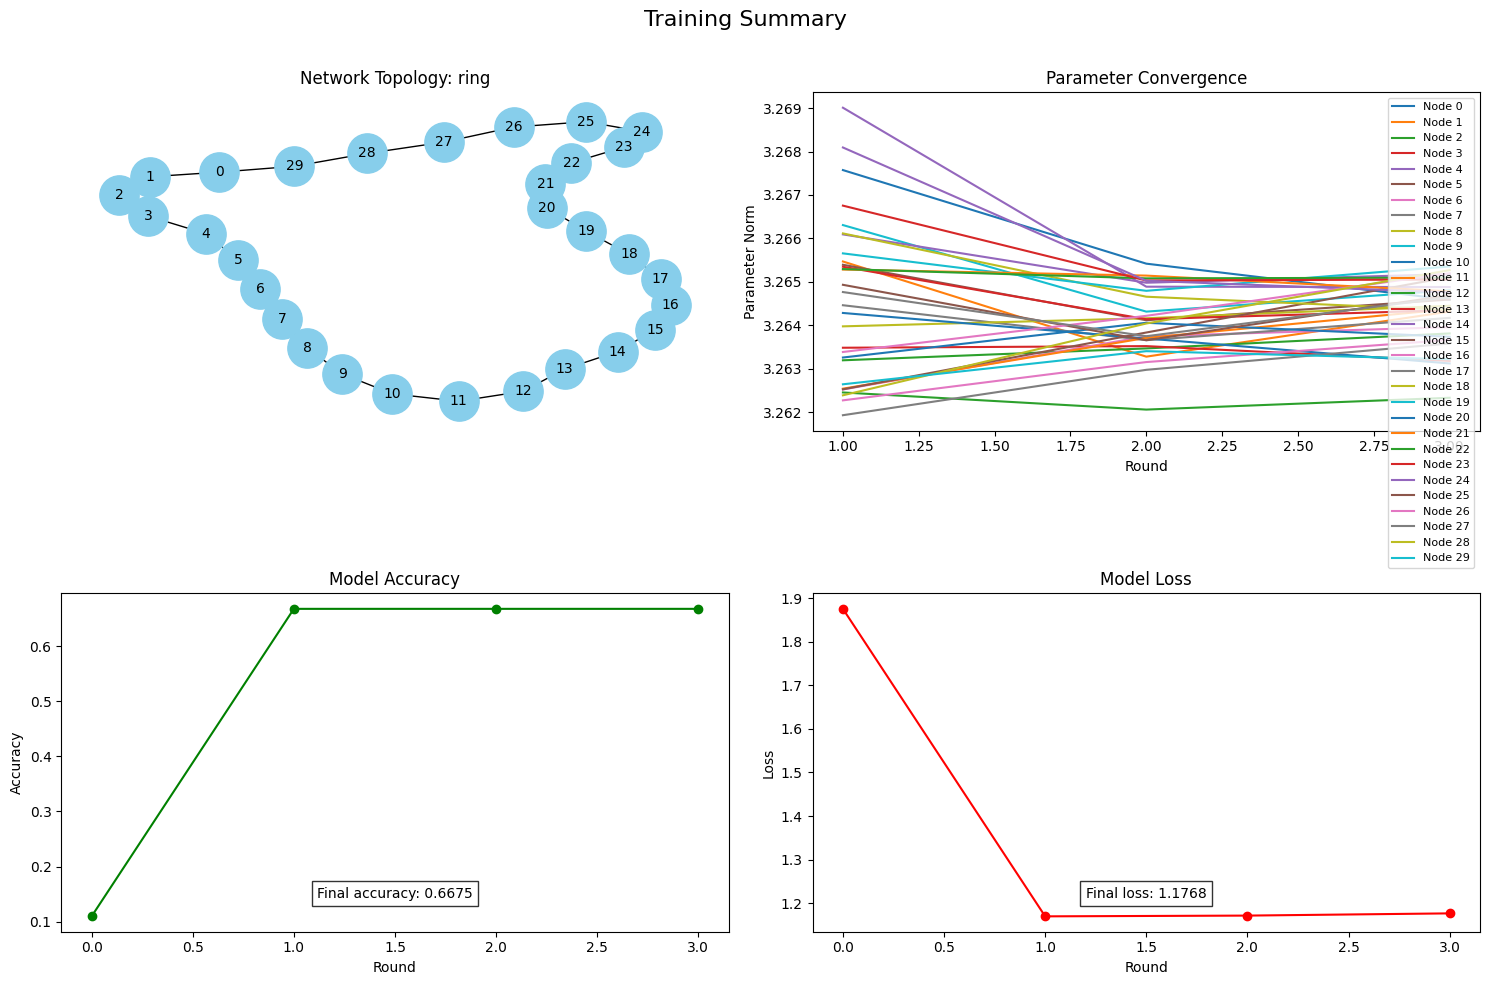 Training Summary
Network Topology: ring
1
0
29
28
27
26
25
24
23
22
21
20
2
3
19
4
18
5
17
6
16
7
15
8
14
9
13
10
12
11
Parameter Convergence
Parameter Norm
3.269
3.268
3.267
3.266
3.265
3.264
3.263
3.262
1.00
1.25
1.50
1.75
2.00
2.25
2.50
2.75
3.00
Round
Node 0
Node 1
Node 2
Node 3
Node 4
Node 5
Node 6
Node 7
Node 8
Node 9
Node 10
Node 11
Node 12
Node 13
Node 14
Node 15
Node 16
Node 17
Node 18
Node 19
Node 20
Node 21
Node 22
Node 23
Node 24
Node 25
Node 26
Node 27
Node 28
Node 29
Model Accuracy
Accuracy
0.6
0.5
0.4
0.3
0.2
0.1
Final accuracy: 0.6675
0.0
0.5
1.0
1.5
2.0
2.5
3.0
Round
Model Loss
Loss
1.9
1.8
1.7
1.6
1.5
1.4
1.3
1.2
Final loss: 1.1768
0.0
0.5
1.0
1.5
2.0
2.5
3.0
Round